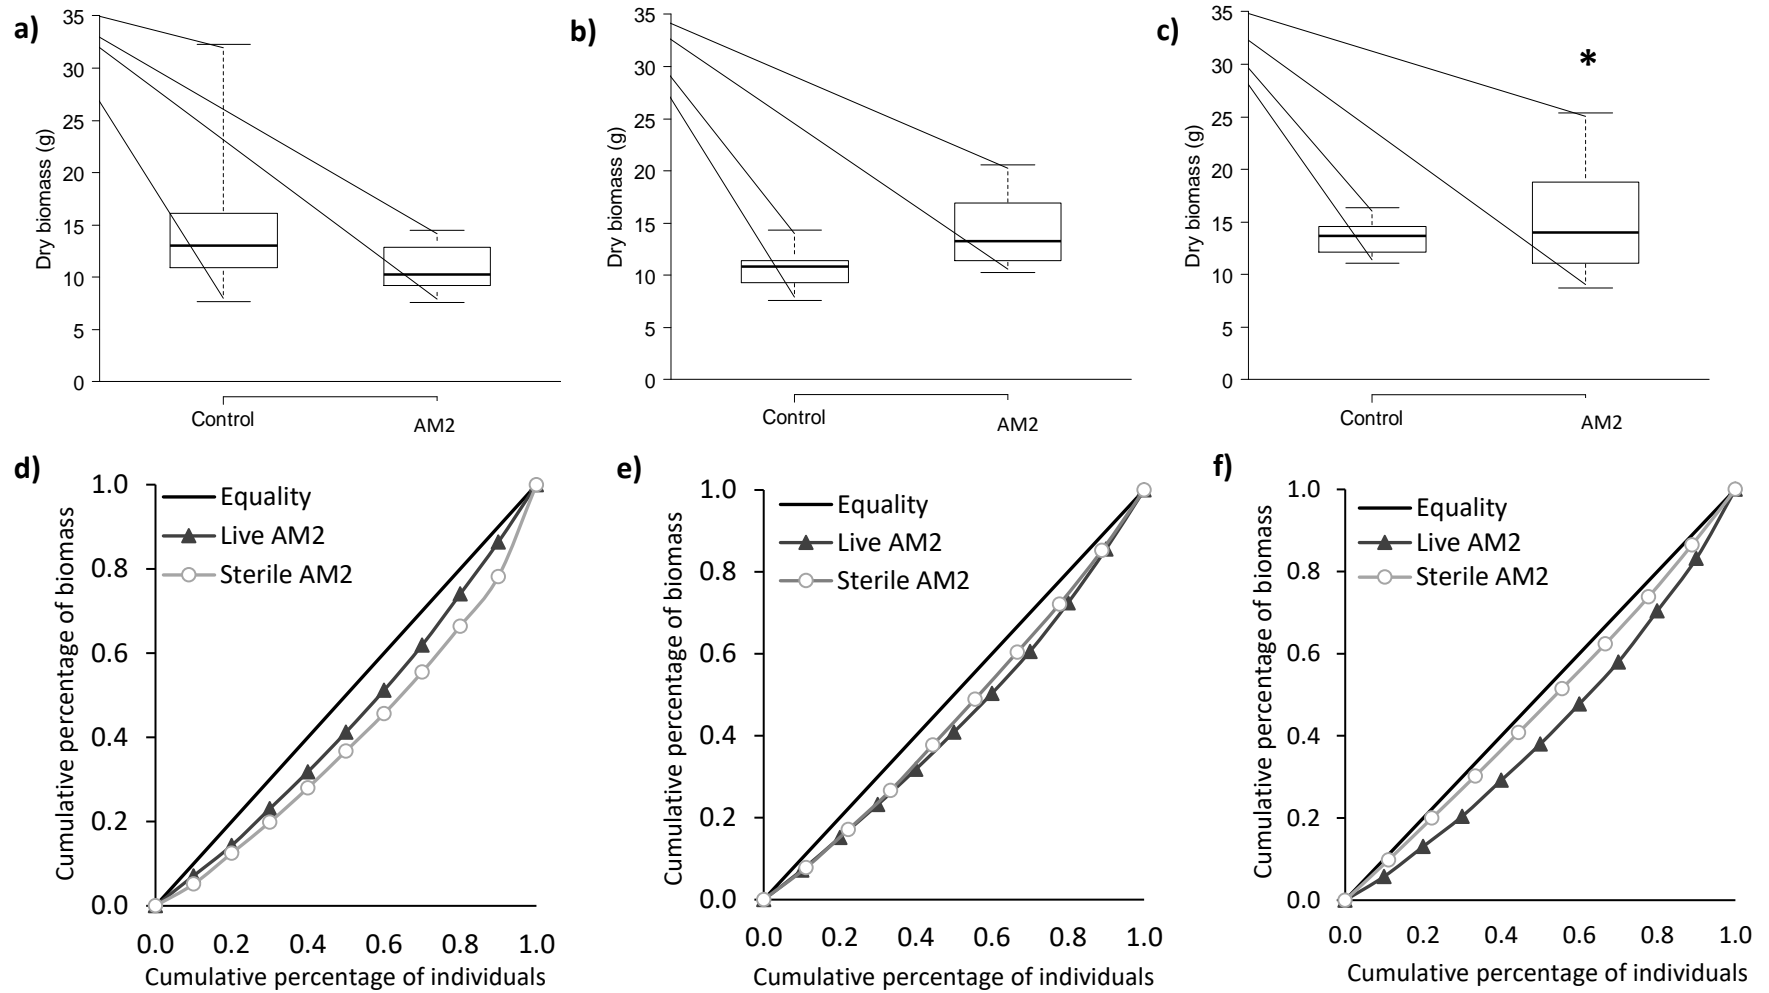 a)
35
30
25
20
15
10
5
0
Dry biomass (g)
Control
AM2
b)
35
30
25
20
15
10
5
0
Dry biomass (g)
Control
AM2
c)
35
30
25
20
15
10
5
0
Dry biomass (g)
*
Control
AM2
d)
1.0
0.8
0.6
0.4
0.2
0.0
Cumulative percentage of biomass
Equality
Live AM2
Sterile AM2
0.0 0.2 0.4 0.6 0.8 1.0
Cumulative percentage of individuals
e)
1.0
0.8
0.6
0.4
0.2
0.0
Cumulative percentage of biomass
Equality
Live AM2
Sterile AM2
0.0 0.2 0.4 0.6 0.8 1.0
Cumulative percentage of individuals
f)
1.0
0.8
0.6
0.4
0.2
0.0
Cumulative percentage of biomass
Equality
Live AM2
Sterile AM2
0.0 0.2 0.4 0.6 0.8 1.0
Cumulative percentage of individuals